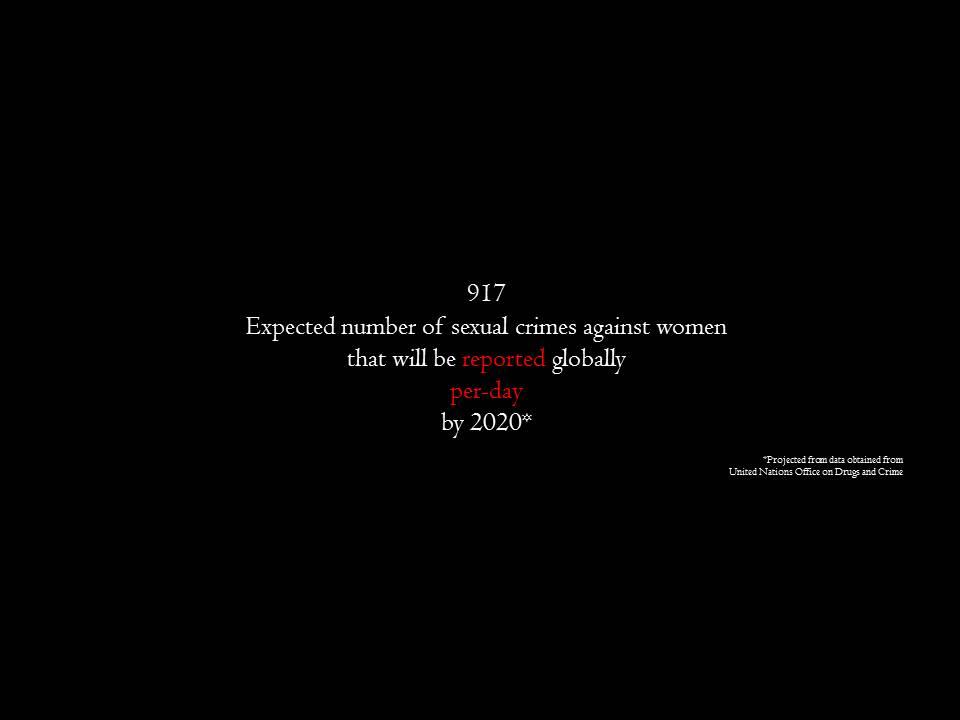 917
Expected number of sexual crimes against women
that will be reported globally
per-day
by 2020*
*Projected from data obtained from
United Nations Office on Drugs and Crime